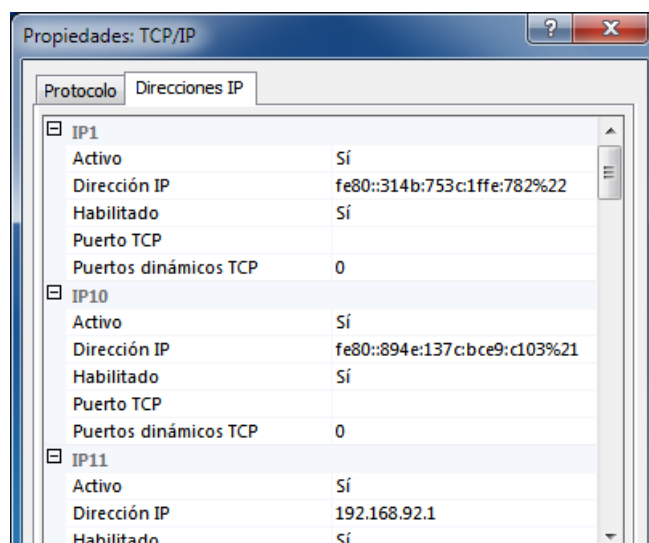 Propiedades: TCP/IP
Protocolo Direcciones IP
IP1
Activo Sí
Dirección IP fe80::314b:753c:1ffe:782%22
Habilitado Sí
Puerto TCP
Puertos dinámicos TCP 0
IP10
Activo Sí
Dirección IP fe80::894e:137c:bce9:c103%21
Habilitado Sí
Puerto TCP
Puertos dinámicos TCP 0
IP11
Activo Sí
Dirección IP 192.168.92.1
Habilitado Sí